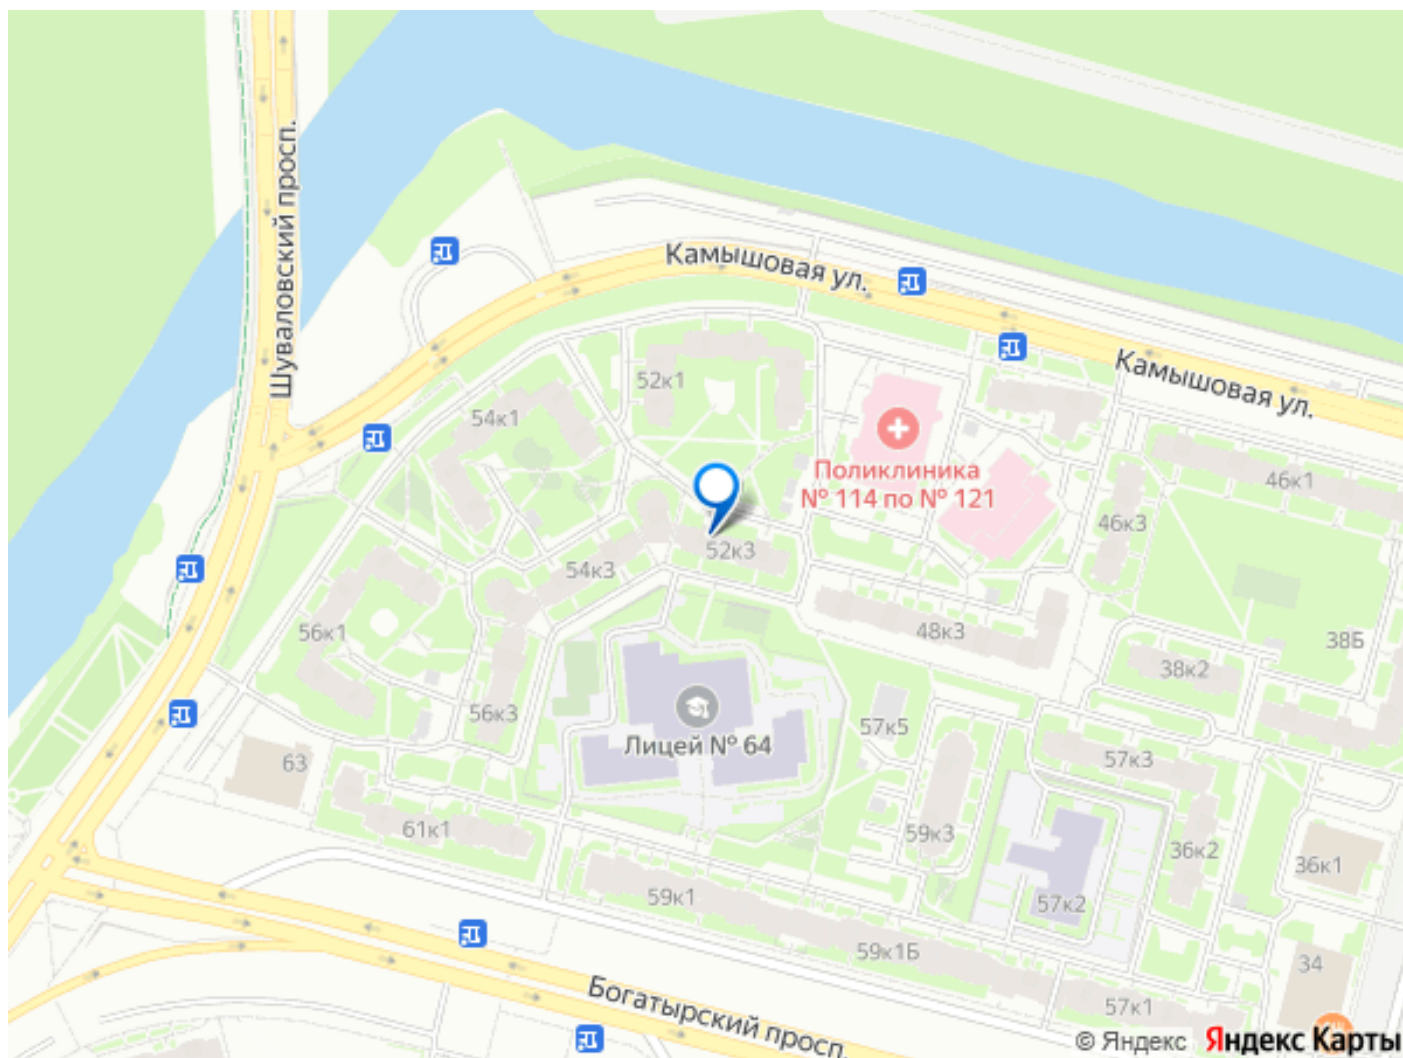 Шуваловский просп.
Камышовая ул.
Камышовая ул.
52к1
54к1
Поликлиника
№ 114 по № 121
46к1
46к3
52к3
54к3
56к1
48к3
38Б
38к2
56к3
57к5
Лицей № 64
63
57к3
61к1
59к3
36к2
36к1
59к1
57к2
59к1Б
34
Богатырский просп.
57к1
© Яндекс Яндекс Карты